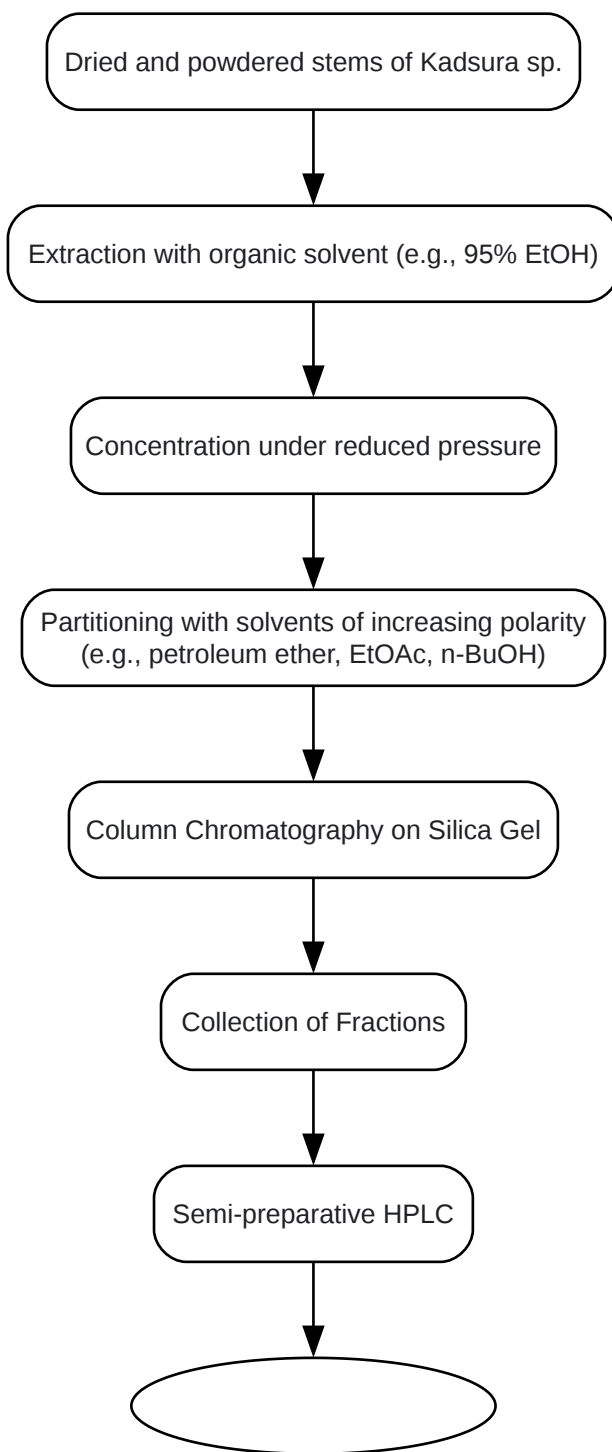 Dried and powdered stems of Kadsura sp.
Extraction with organic solvent (e.g., 95% EtOH)
Concentration under reduced pressure
Partitioning with solvents of increasing polarity
(e.g., petroleum ether, EtOAc, n-BuOH)
Column Chromatography on Silica Gel
Collection of Fractions
Semi-preparative HPLC